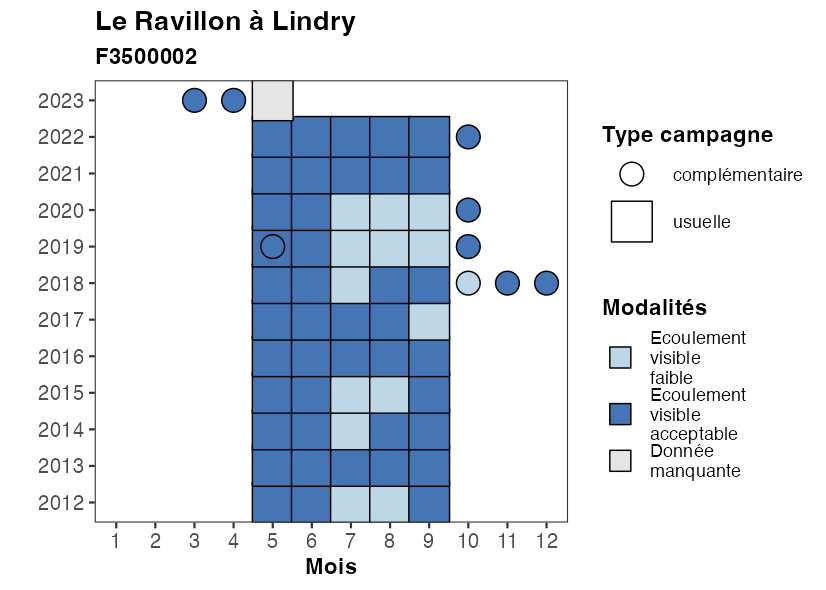 Le Ravillon à Lindry
F3500002
2023
2022
2021
2020
2019
2018
2017
2016
2015
2014
2013
2012
1 2 3 4 5 6 7 8 9 10 11 12
Mois
Type campagne
complémentaire
usuelle
Modalités
Ecoulement
visible
faible
Ecoulement
visible
acceptable
Donnée
manquante